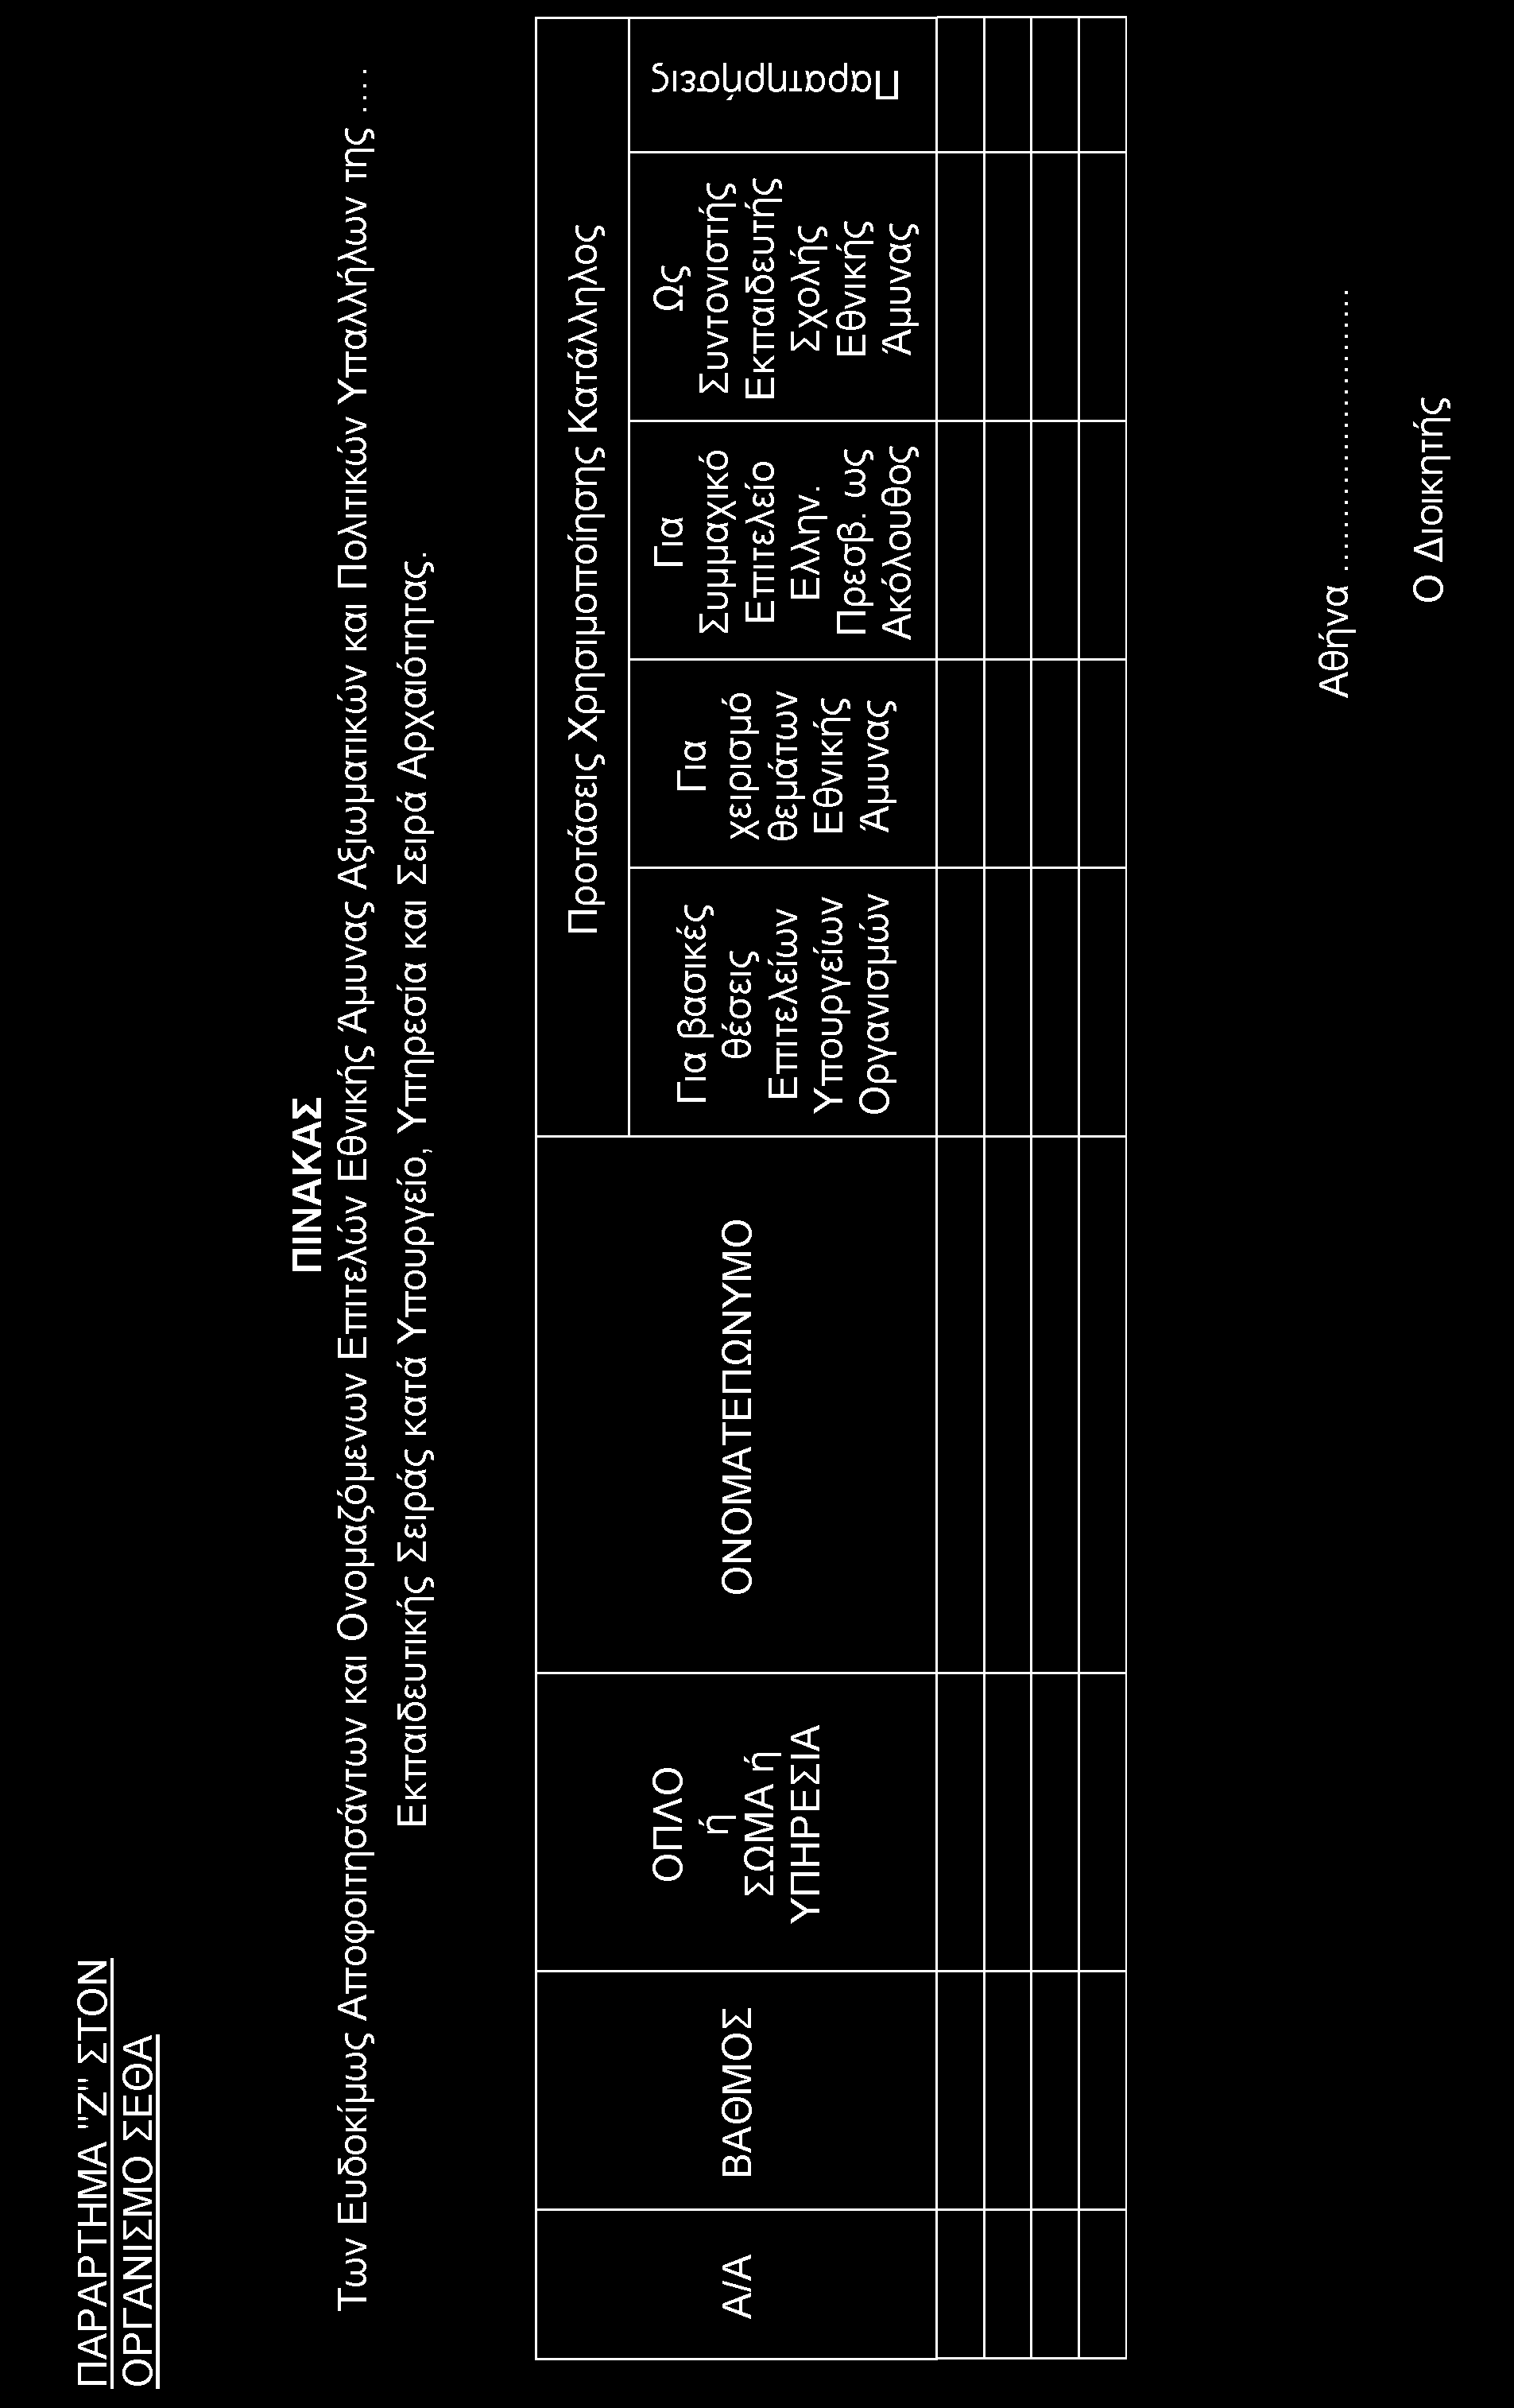 ΠΑΡΑΡΤΗΜΑ "Ζ" ΣΤΟΝ
ΟΡΓΑΝΙΣΜΟ ΣΕΘΑ
ΠΙΝΑΚΑΣ
Των Ευδοκίμως Αποφοιτησάντων και Ονομαζόμενων Επιτελών Εθνικής Άμυνας Αξιωματικών και Πολιτικών Υπαλλήλων της ....
Εκπαιδευτικής Σειράς κατά Υπουργείο, Υπηρεσία και Σειρά Αρχαιότητας.
Α/Α
ΒΑΘΜΟΣ
ΟΠΛΟ
ή
ΣΩΜΑ ή
ΥΠΗΡΕΣΙΑ
ΟΝΟΜΑΤΕΠΩΝΥΜΟ
Προτάσεις Χρησιμοποίησης Κατάλληλος
Για βασικές
θέσεις
Επιτελείων
Υπουργείων
Οργανισμών
Για
χειρισμό
θεμάτων
Εθνικής
Άμυνας
Για
Συμμαχικό
Επιτελείο
Ελλην.
Πρεσβ. ως
Ακόλουθος
Ως
Συντονιστής
Εκπαιδευτής
Σχολής
Εθνικής
Άμυνας
Παρατηρήσεις
Αθήνα ................................
Ο Διοικητής